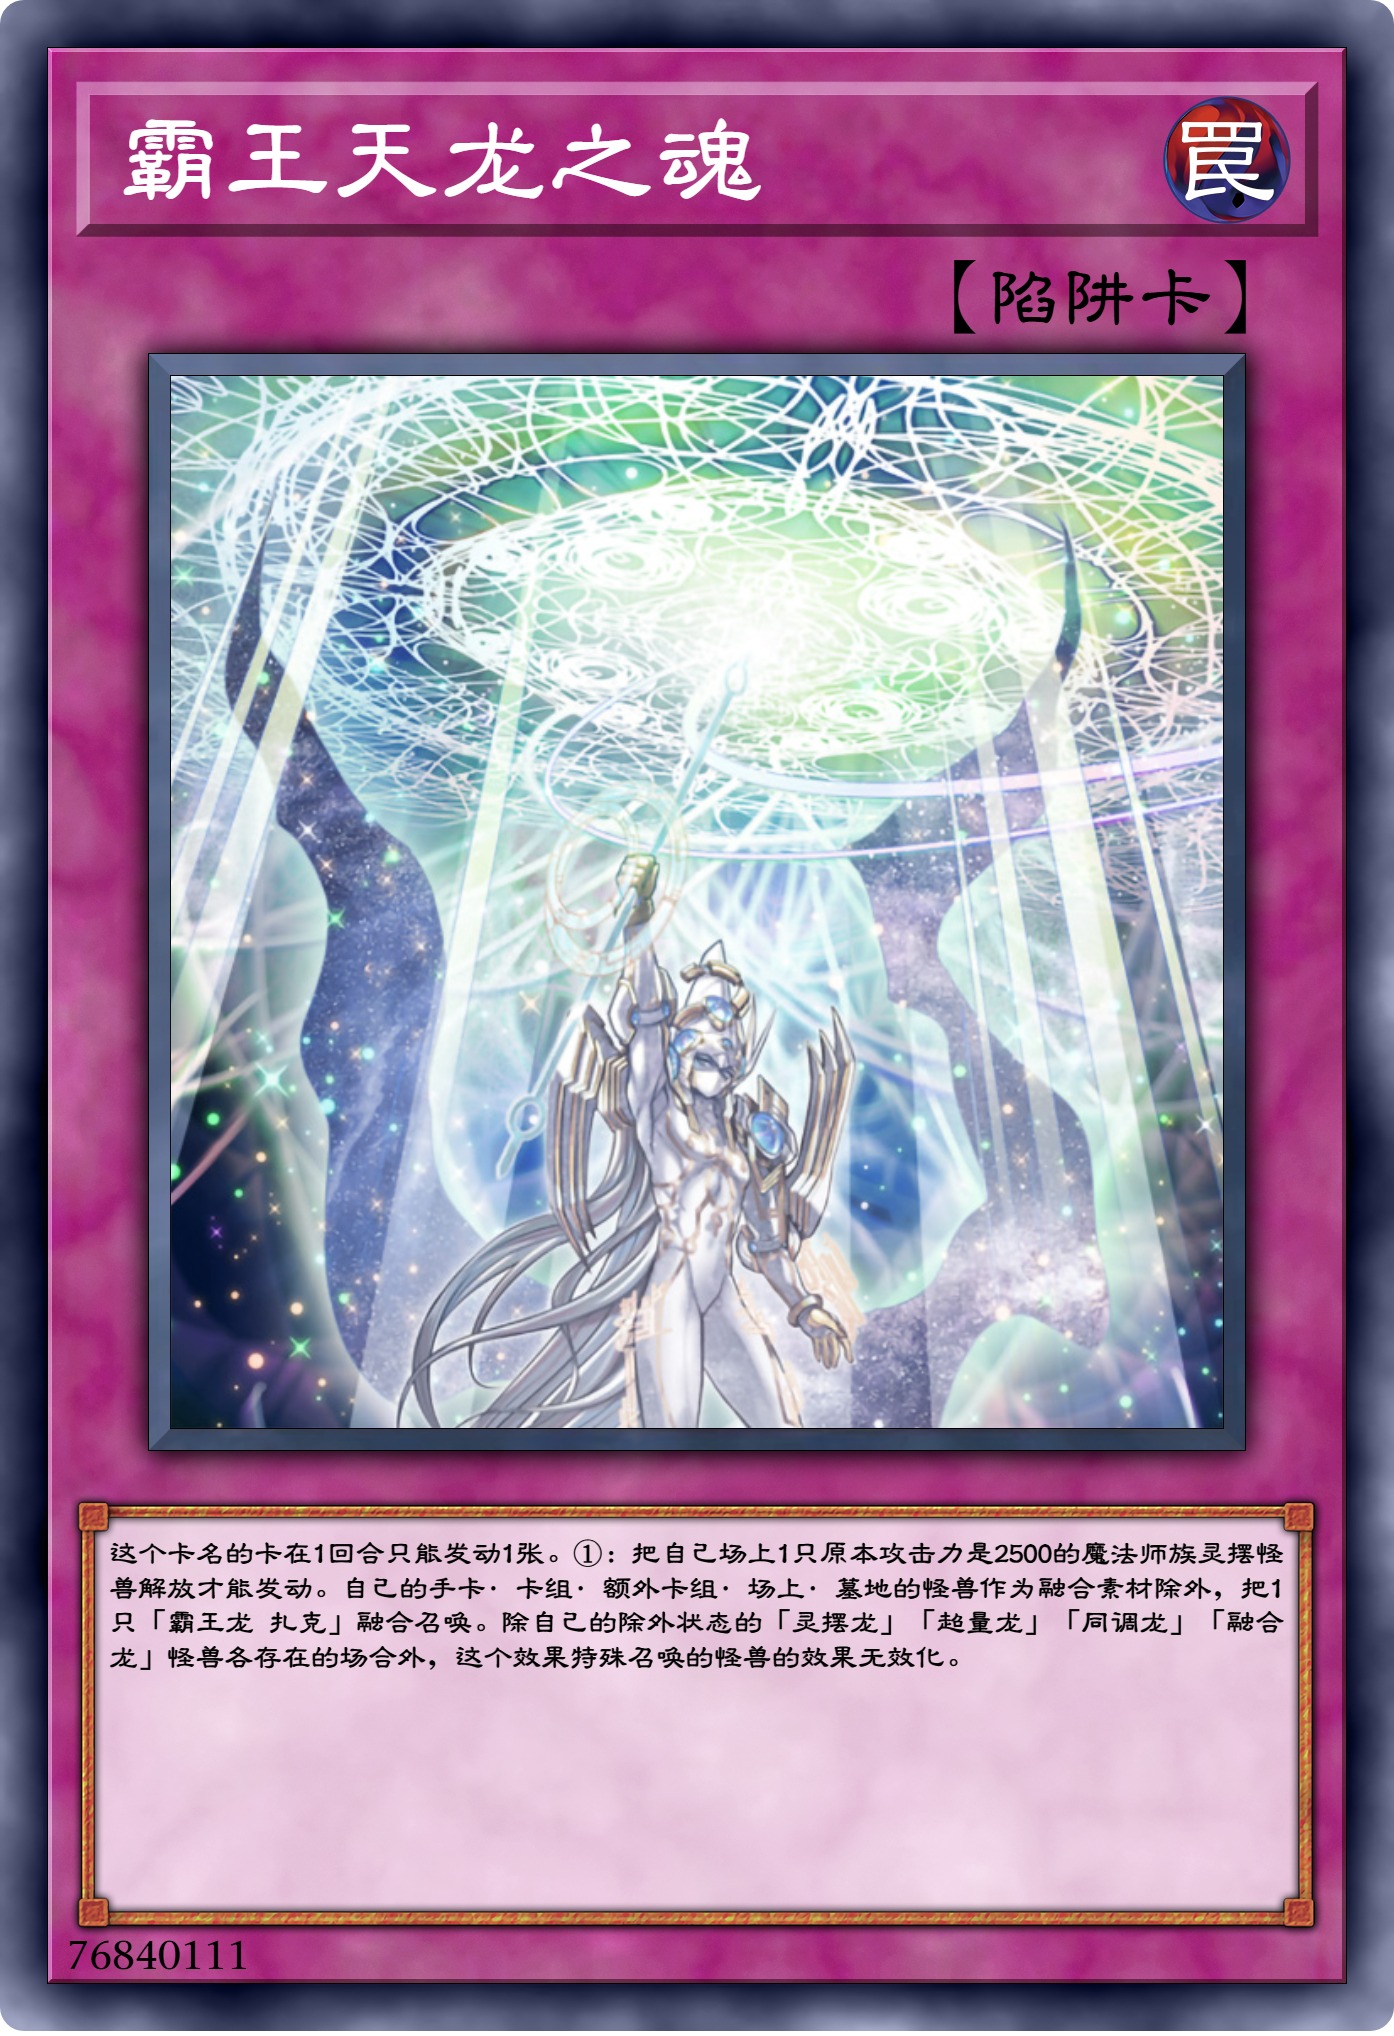 霸王天龙之魂
罠
【陷阱卡】
这个卡名的卡在1回合只能发动1张。①：把自己场上1只原本攻击力是2500的魔法师族灵摆怪
兽解放才能发动。自己的手卡·卡组·额外卡组·场上·墓地的怪兽作为融合素材除外，把1
只「霸王龙 扎克」融合召唤。除自己的除外状态的「灵摆龙」「超量龙」「同调龙」「融合
龙」怪兽各存在的场合外，这个效果特殊召唤的怪兽的效果无效化。
76840111